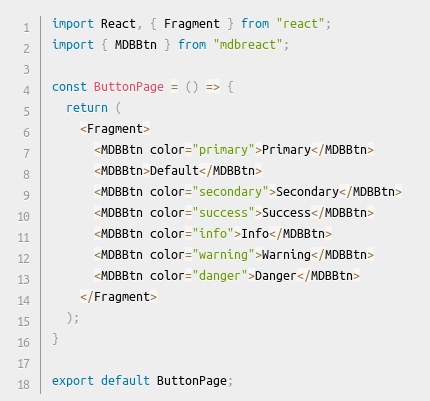 1 import React, { Fragment } from "react";
2 import { MDBBtn } from "mdbreact";
3
4 const ButtonPage = () => {
5   return (
6     <Fragment>
7       <MDBBtn color="primary">Primary</MDBBtn>
8       <MDBBtn>Default</MDBBtn>
9       <MDBBtn color="secondary">Secondary</MDBBtn>
10       <MDBBtn color="success">Success</MDBBtn>
11       <MDBBtn color="info">Info</MDBBtn>
12       <MDBBtn color="warning">Warning</MDBBtn>
13       <MDBBtn color="danger">Danger</MDBBtn>
14     </Fragment>
15   );
16 }
17
18 export default ButtonPage;